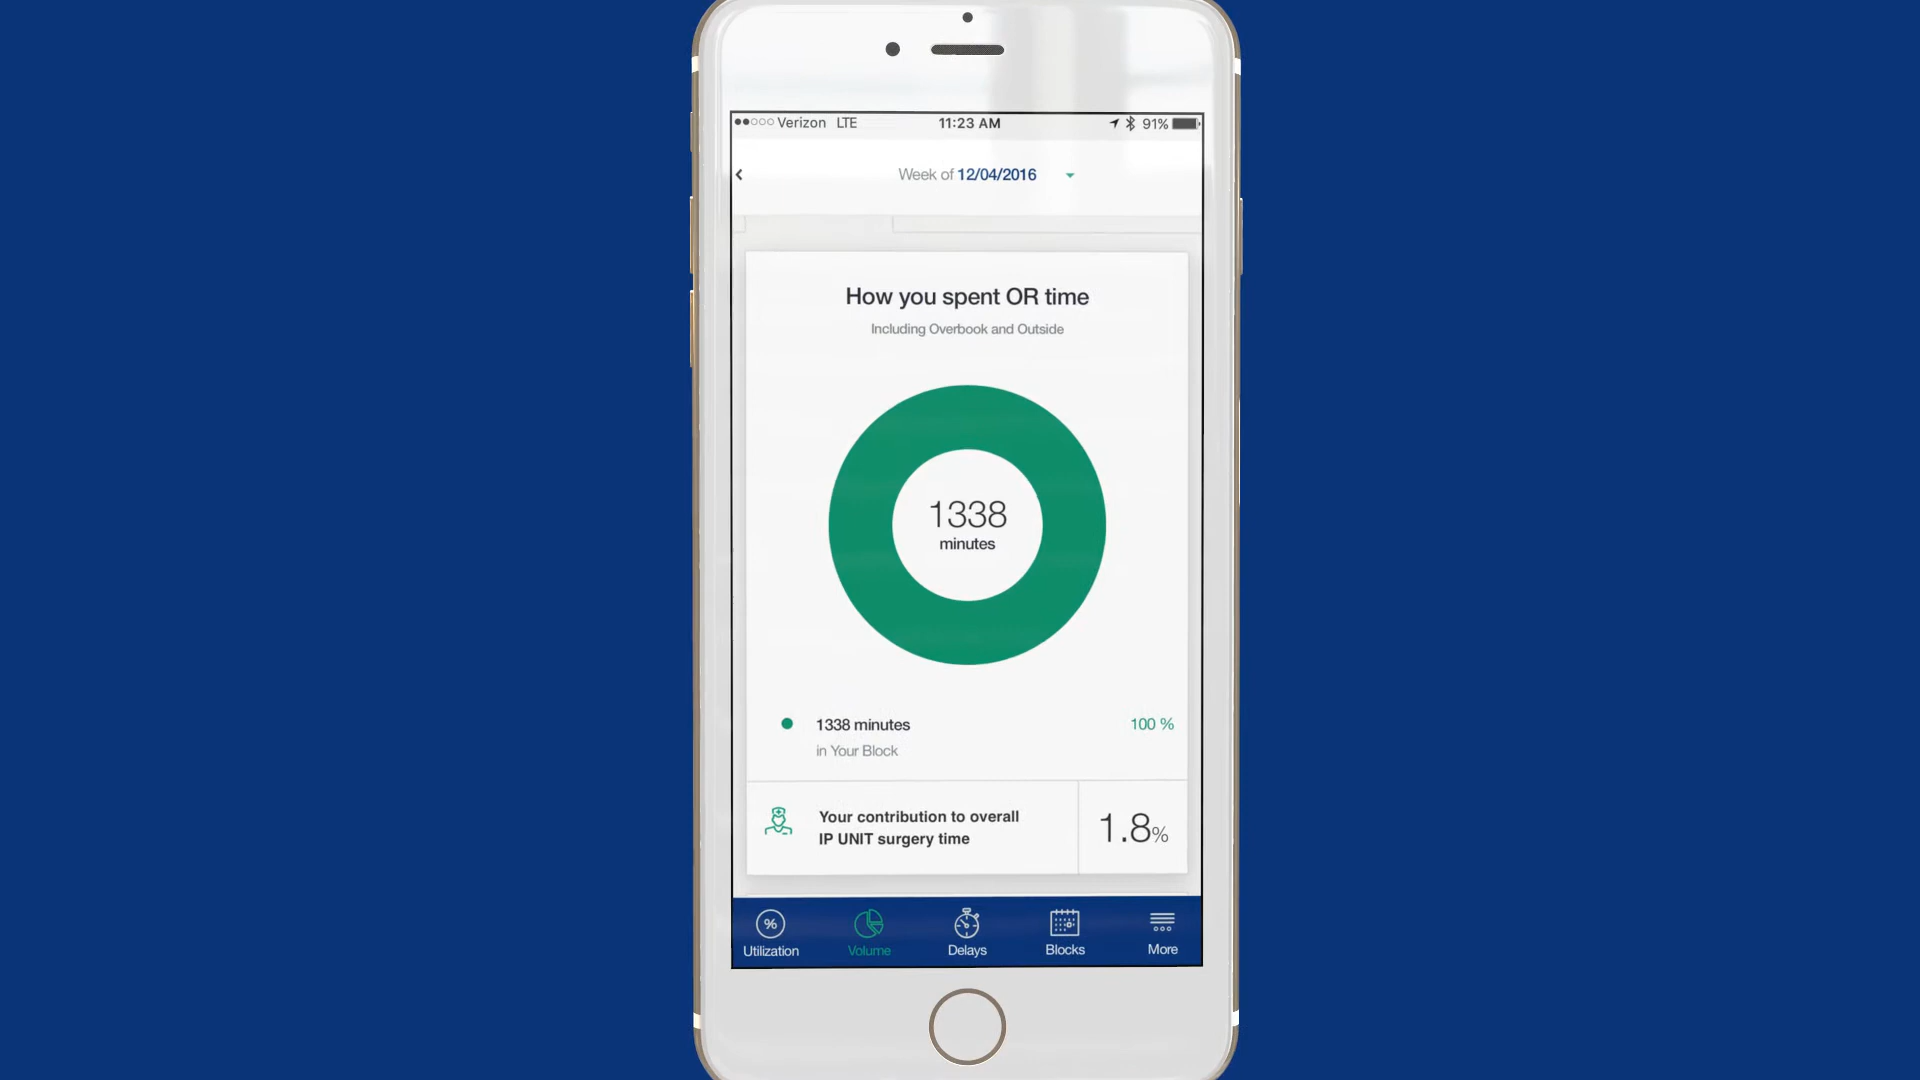 Verizon LTE 11:23 AM 91%
Week of 12/04/2016
How you spent OR time
Including Overbook and Outside
1338
minutes
1338 minutes 100 %
in Your Block
Your contribution to overall
IP UNIT surgery time
1.8%
%
Utilization Volume Delays Blocks More